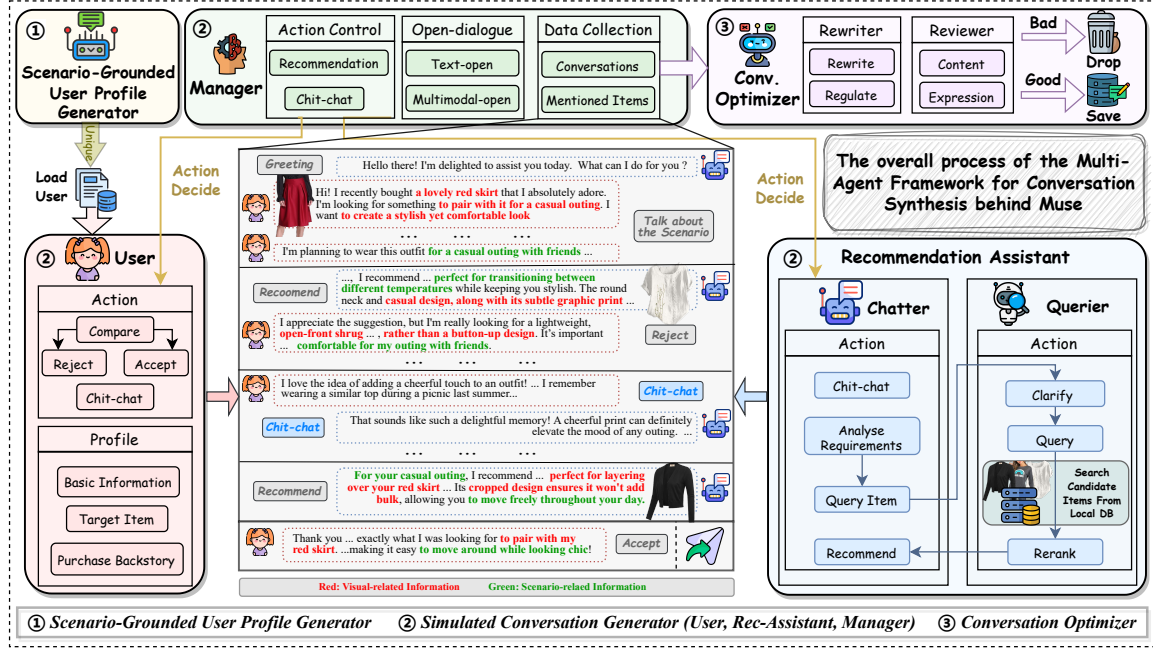 ①
Scenario-Grounded
User Profile
Generator
Unique
Load
User
②
Manager
Action Control
Recommendation
Chit-chat
Open-dialogue
Text-open
Multimodal-open
Data Collection
Conversations
Mentioned Items
③
Conv.
Optimizer
Rewriter
Rewrite
Regulate
Reviewer
Content
Expression
Bad
Drop
Good
Save
Action
Decide
Action
Decide
The overall process of the Multi-
Agent Framework for Conversation
Synthesis behind Muse
② User
Action
Compare
Reject
Accept
Chit-chat
Profile
Basic Information
Target Item
Purchase Backstory
Greeting
Hello there! I'm delighted to assist you today. What can I do for you ?
Hi! I recently bought a lovely red skirt that I absolutely adore.
I'm looking for something to pair with it for a casual outing. I
want to create a stylish yet comfortable look
Talk about
the Scenario
... ... ...
I'm planning to wear this outfit for a casual outing with friends ...
Recoomend
..., I recommend ... perfect for transitioning between
different temperatures while keeping you stylish. The round
neck and casual design, along with its subtle graphic print ...
I appreciate the suggestion, but I'm really looking for a lightweight,
open-front shrug ... , rather than a button-up design. It's important
... comfortable for my outing with friends.
Reject
... ... ...
I love the idea of adding a cheerful touch to an outfit! ... I remember
wearing a similar top during a picnic last summer...
Chit-chat
Chit-chat
That sounds like such a delightful memory! A cheerful print can definitely
elevate the mood of any outing. ...
... ... ...
Recommend
For your casual outing, I recommend ... perfect for layering
over your red skirt ... Its cropped design ensures it won't add
bulk, allowing you to move freely throughout your day.
Thank you ... exactly what I was looking for to pair with my
red skirt. ...making it easy to move around while looking chic!
Accept
Red: Visual-related Information
Green: Scenario-relaed Information
② Recommendation Assistant
Chatter
Action
Chit-chat
Analyse
Requirements
Query Item
Recommend
Querier
Action
Clarify
Query
Search
Candidate
Items From
Local DB
Rerank
① Scenario-Grounded User Profile Generator ② Simulated Conversation Generator (User, Rec-Assistant, Manager) ③ Conversation Optimizer